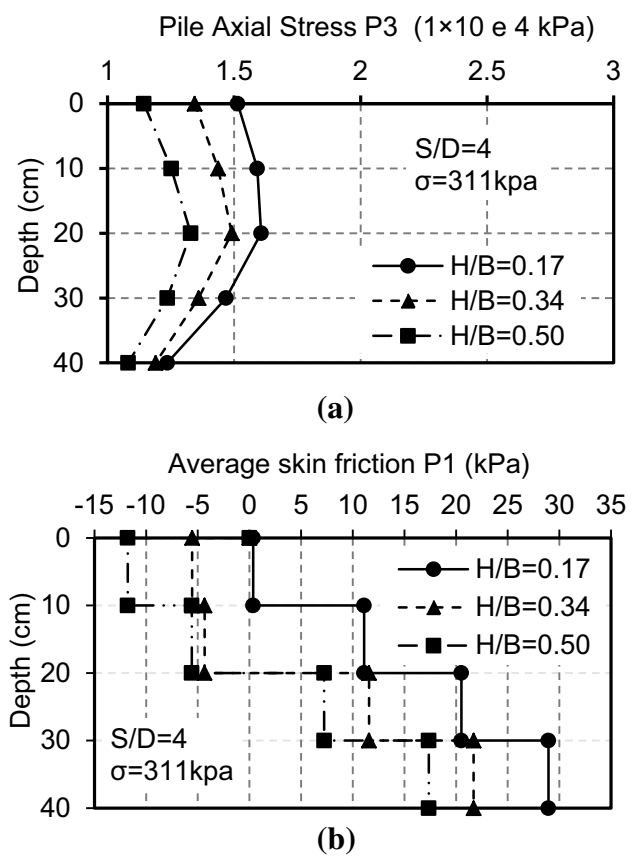 Pile Axial Stress P3 (1×10 e 4 kPa)
1 1.5 2 2.5 3
0
10
20
30
40
Depth (cm)
S/D=4
σ=311kpa
H/B=0.17
H/B=0.34
H/B=0.50
(a)
Average skin friction P1 (kPa)
-15 -10 -5 0 5 10 15 20 25 30 35
0
10
20
30
40
Depth (cm)
H/B=0.17
H/B=0.34
H/B=0.50
S/D=4
σ=311kpa
(b)